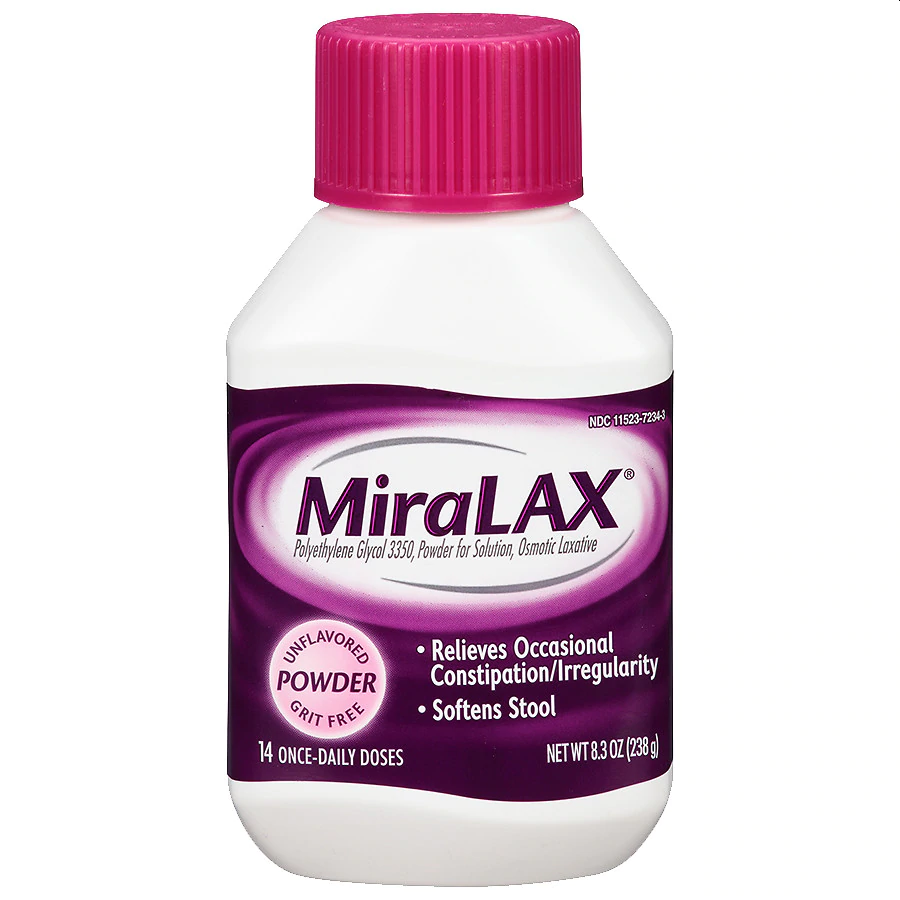 NDC 11523-7234-3
MiraLAX®
Polyethylene Glycol 3350, Powder for Solution, Osmotic Laxative
UNFLAVORED
POWDER
GRIT FREE
• Relieves Occasional
Constipation/Irregularity
• Softens Stool
14 ONCE-DAILY DOSES
NET WT 8.3 OZ (238 g)